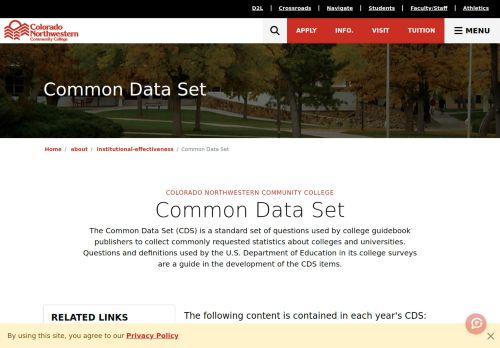 D2L | Crossroads | Navigate | Students | Faculty/Staff | Athletics
Colorado
Northwestern
Community College
APPLY INFO. VISIT TUITION MENU
Common Data Set
Home / about / institutional-effectiveness / Common Data Set
COLORADO NORTHWESTERN COMMUNITY COLLEGE
Common Data Set
The Common Data Set (CDS) is a standard set of questions used by college guidebook
publishers to collect commonly requested statistics about colleges and universities.
Questions and definitions used by the U.S. Department of Education in its college surveys
are a guide in the development of the CDS items.
RELATED LINKS
The following content is contained in each year's CDS:
By using this site, you agree to our Privacy Policy